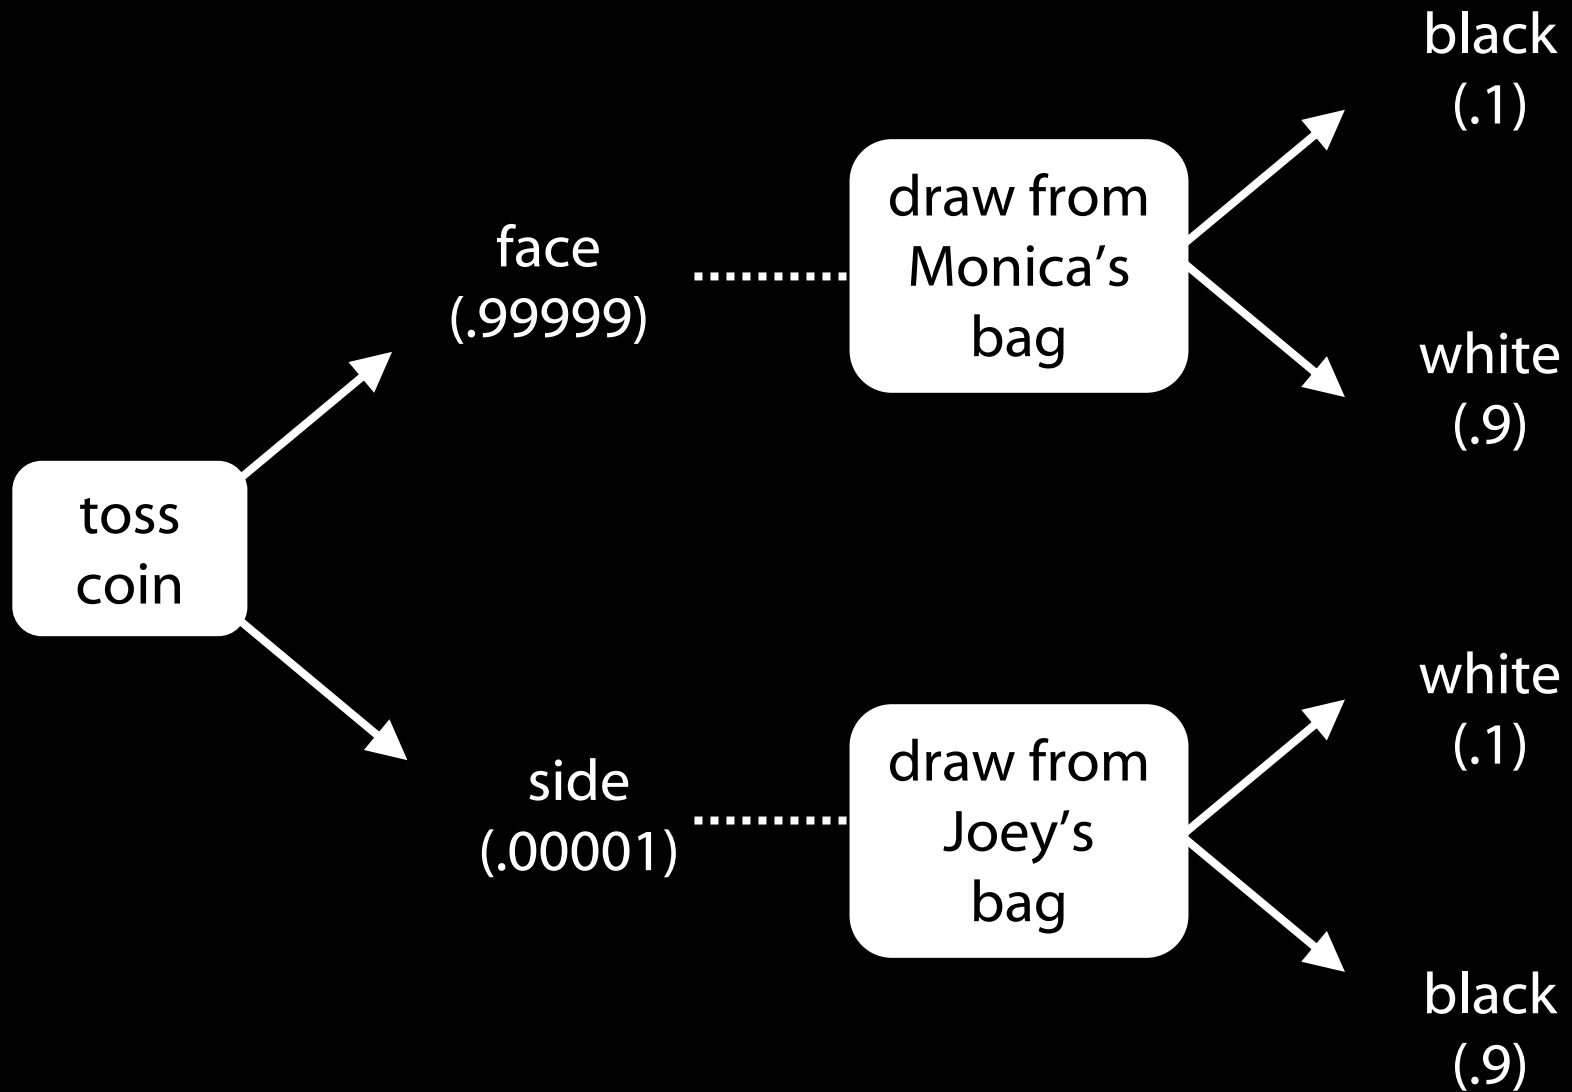 toss
coin
face
(.99999)
draw from
Monica’s
bag
black
(.1)
white
(.9)
side
(.00001)
draw from
Joey’s
bag
white
(.1)
black
(.9)